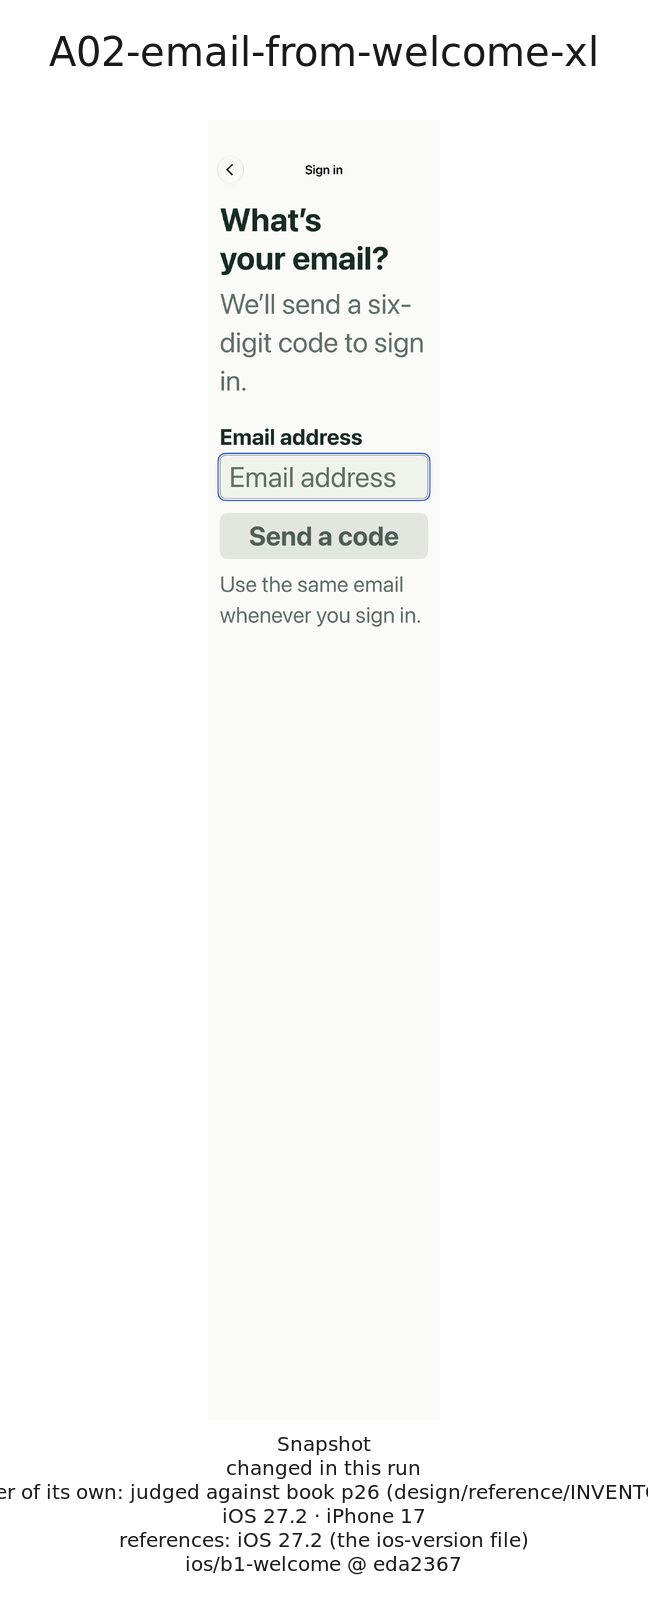 A02-email-from-welcome-xl
Sign in
What’s
your email?
We’ll send a six-
digit code to sign
in.
Email address
Email address
Send a code
Use the same email
whenever you sign in.
Snapshot
changed in this run
of its own: judged against book p26 (design/reference/
iOS 27.2 · iPhone 17
references: iOS 27.2 (the ios-version file)
ios/b1-welcome @ eda2367